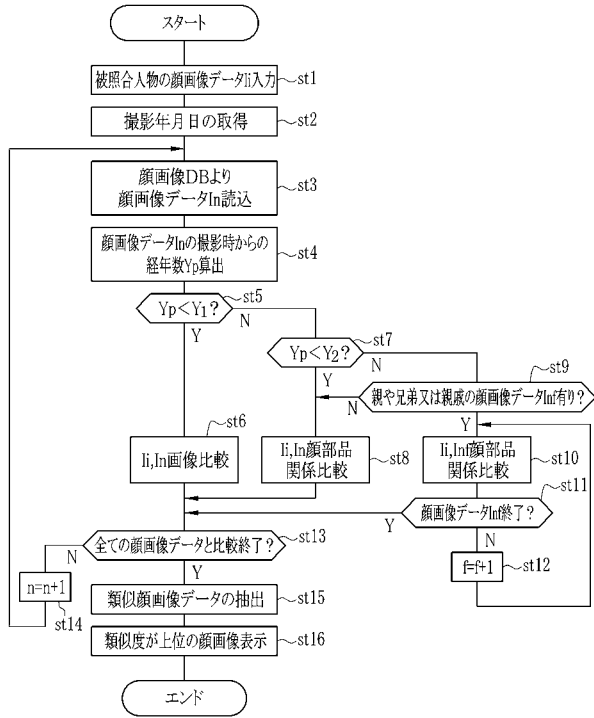 スタート
被照合人物の顔画像データIi入力
st1
撮影年月日の取得
st2
顔画像DBより
顔画像データIn読込
st3
顔画像データInの撮影時からの
経年数Yp算出
st4
Yp<Y1?
st5
N
Y
Yp<Y2?
st7
N
Y
親や兄弟又は親戚の顔画像データInf有り?
st9
N
Y
Ii,In画像比較
st6
Ii,In顔部品
関係比較
st8
Ii,Inf顔部品
関係比較
st10
顔画像データInf終了?
st11
Y
N
f=f+1
st12
全ての顔画像データと比較終了?
st13
N
Y
n=n+1
st14
類似顔画像データの抽出
st15
類似度が上位の顔画像表示
st16
エンド